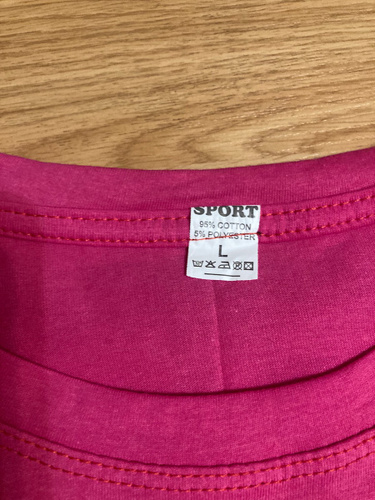 SPORT
95% COTTON
5% POLYESTER
L